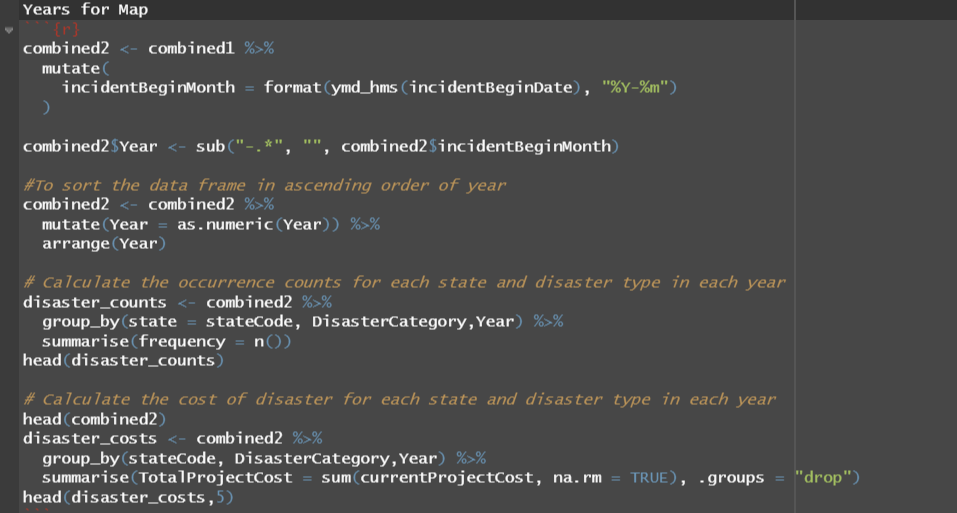 Years for Map
```{r}
combined2 <- combined1 %>%
  mutate(
    incidentBeginMonth = format(ymd_hms(incidentBeginDate), "%Y-%m")
  )

combined2$Year <- sub("-.*", "", combined2$incidentBeginMonth)

#To sort the data frame in ascending order of year
combined2 <- combined2 %>%
  mutate(Year = as.numeric(Year)) %>%
  arrange(Year)

# Calculate the occurrence counts for each state and disaster type in each year
disaster_counts <- combined2 %>%
  group_by(state = stateCode, DisasterCategory,Year) %>%
  summarise(frequency = n())
head(disaster_counts)

# Calculate the cost of disaster for each state and disaster type in each year
head(combined2)
disaster_costs <- combined2 %>%
  group_by(stateCode, DisasterCategory,Year) %>%
  summarise(TotalProjectCost = sum(currentProjectCost, na.rm = TRUE), .groups = "drop")
head(disaster_costs,5)
```